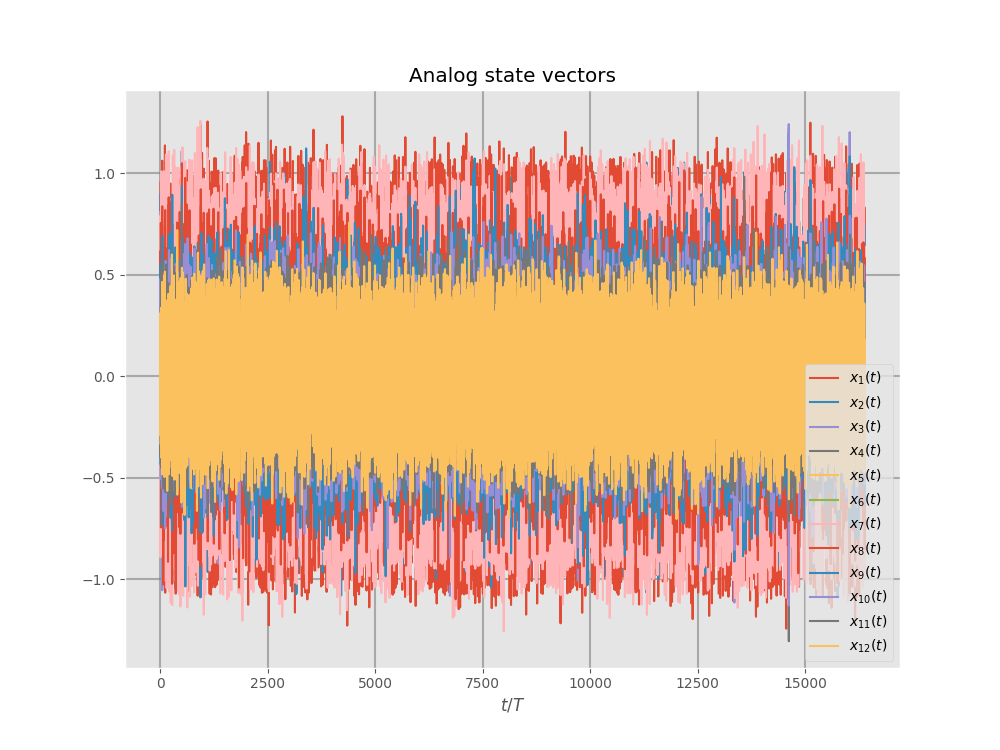 Analog state vectors
1.0
0.5
0.0
−0.5
−1.0
0 2500 5000 7500 10000 12500 15000
t/T
x₁(t)
x₂(t)
x₃(t)
x₄(t)
x₅(t)
x₆(t)
x₇(t)
x₈(t)
x₉(t)
x₁₀(t)
x₁₁(t)
x₁₂(t)